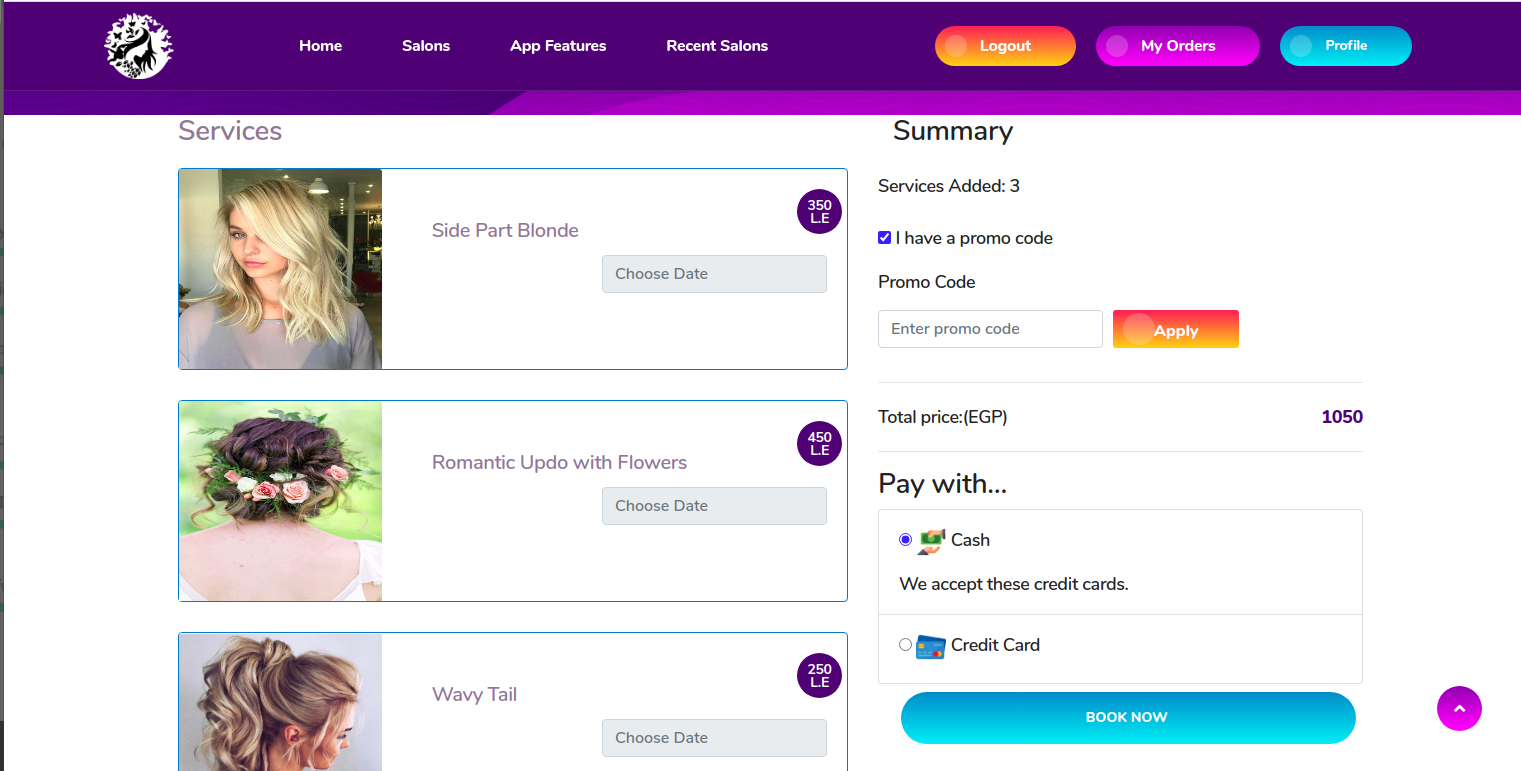 Home
Salons
App Features
Recent Salons
Logout
My Orders
Profile
Services
Side Part Blonde
350
L.E
Choose Date
Romantic Updo with Flowers
450
L.E
Choose Date
Wavy Tail
250
L.E
Choose Date
Summary
Services Added: 3
I have a promo code
Promo Code
Enter promo code
Apply
Total price:(EGP)
1050
Pay with...
Cash
We accept these credit cards.
Credit Card
BOOK NOW